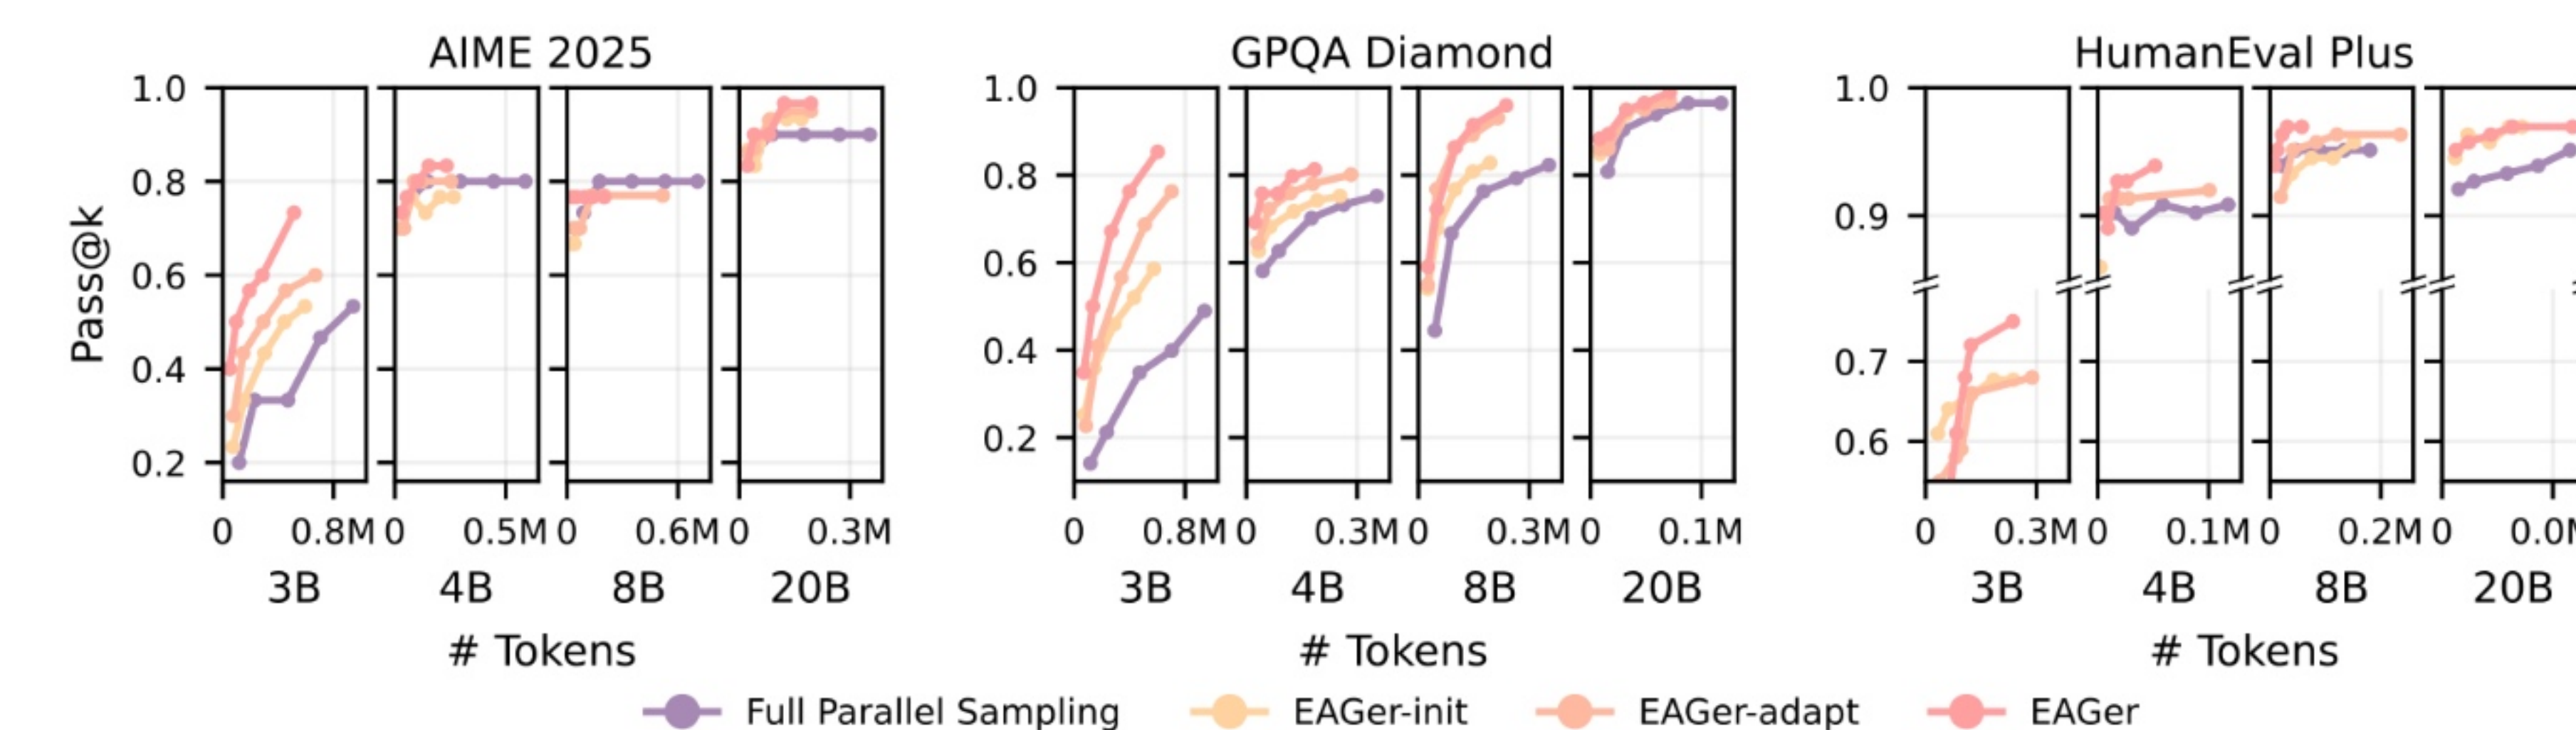 AIME 2025 GPQA Diamond HumanEval Plus
Pass@k
1.0 0.8 0.6 0.4 0.2
1.0 0.8 0.6 0.4 0.2
1.0 0.9 0.7 0.6
0 0.8M 0 0.5M 0 0.6M 0 0.3M
0 0.8M 0 0.3M 0 0.3M 0 0.1M
0 0.3M 0 0.1M 0 0.2M 0
3B 4B 8B 20B 3B 4B 8B 20B 3B 4B 8B 20B
# Tokens # Tokens # Tokens
Full Parallel Sampling EAGer-init EAGer-adapt EAGer